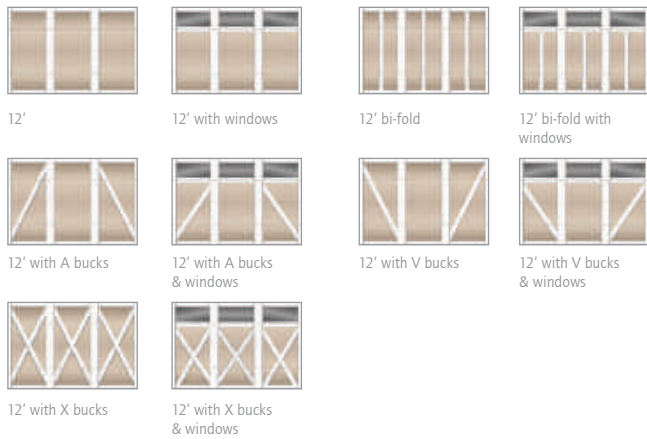 12’
12’ with windows
12’ bi-fold
12’ bi-fold with
windows
12’ with A bucks
12’ with A bucks
& windows
12’ with V bucks
12’ with V bucks
& windows
12’ with X bucks
12’ with X bucks
& windows